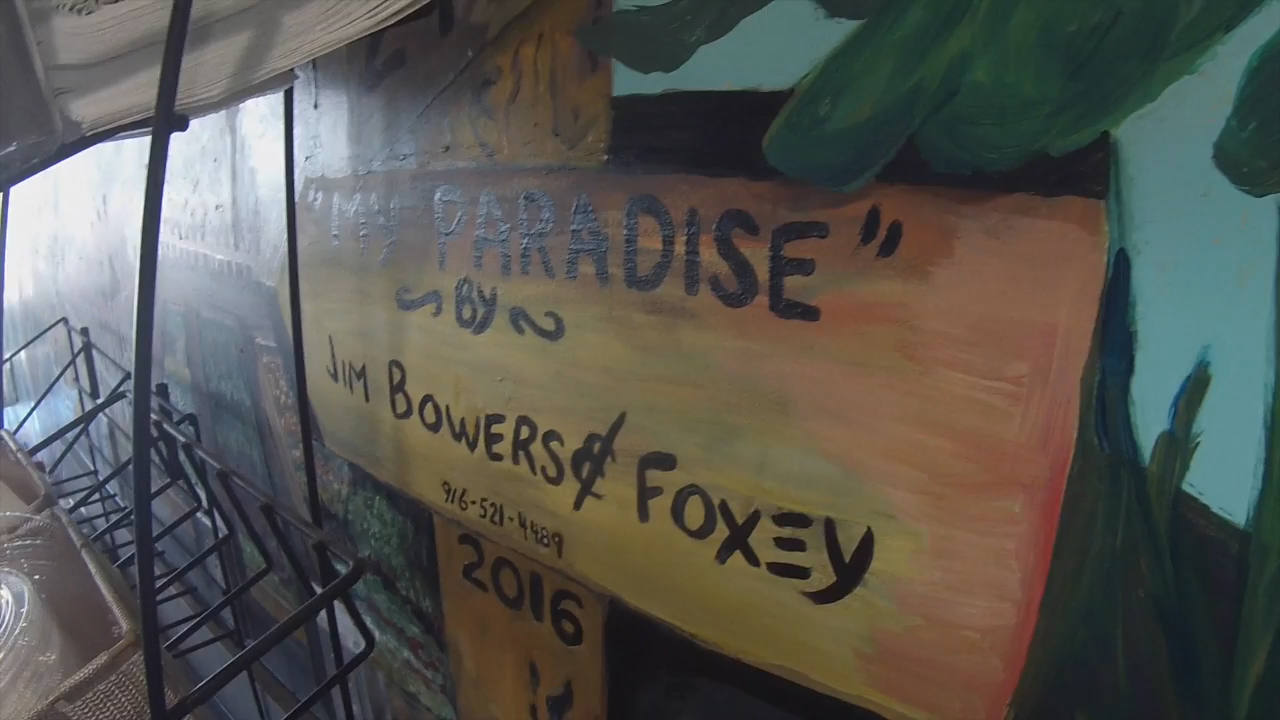 "MY PARADISE"
~ BY ~
JIM BOWERS & FOXEY
916-521-4489
2016